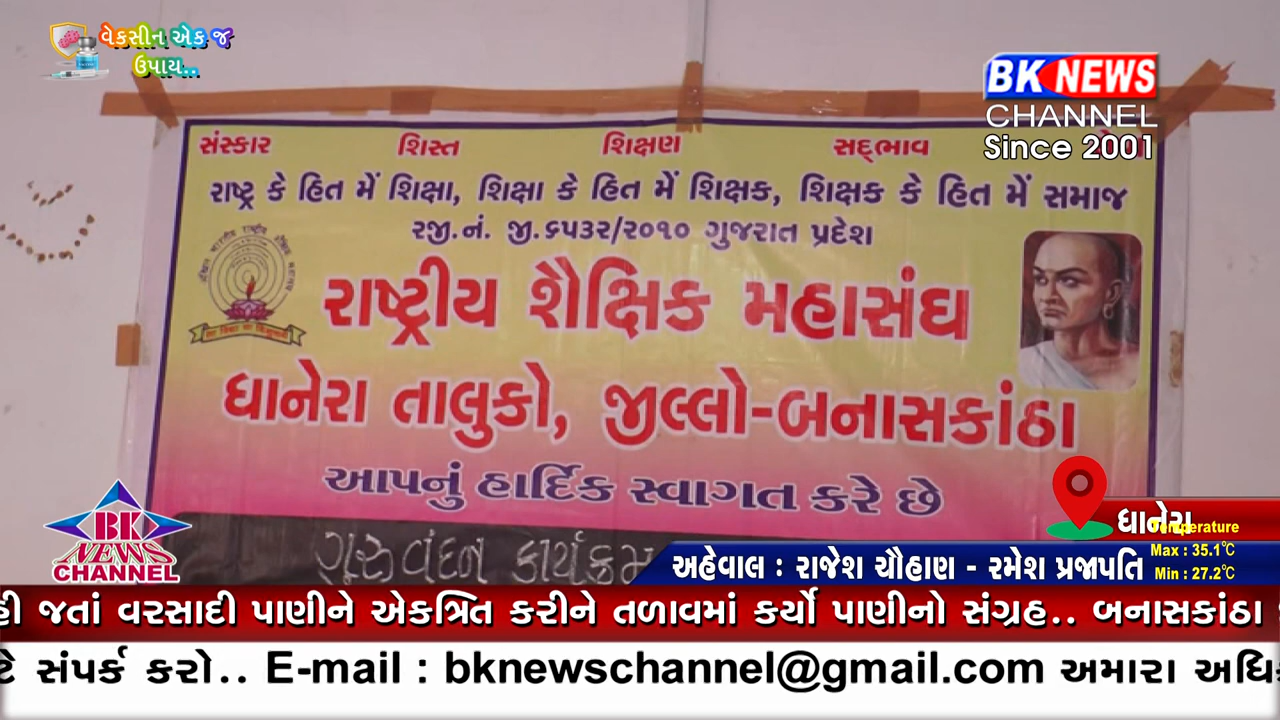 વેકસીન એક જ
ઉપાય..
BK NEWS
CHANNEL
Since 2001
સંસ્કાર શિસ્ત શિક્ષણ સદ્ભાવ
રાષ્ટ્ર કે હિત મેં શિક્ષા, શિક્ષા કે હિત મેં શિક્ષક, શિક્ષક કે હિત મેં સમાજ
રજી.નં. જી.૬૫૩૨/૨૦૧૦ ગુજરાત પ્રદેશ
રાષ્ટ્રીય શૈક્ષિક મહાસંઘ
ધાનેરા તાલુકો, જીલ્લો-બનાસકાંઠા
આપનું હાર્દિક સ્વાગત કરે છે
ગુરુવંદન કાર્યક્રમ
BK
NEWS
CHANNEL
ધાનેરા
Temperature
Max : 35.1℃
Min : 27.2℃
અહેવાલ : રાજેશ ચૌહાણ - રમેશ પ્રજાપતિ
હી જતાં વરસાદી પાણીને એકત્રિત કરીને તળાવમાં કર્યો પાણીનો સંગ્રહ.. બનાસકાંઠા
ટે સંપર્ક કરો.. E-mail : bknewschannel@gmail.com અમારા અધિ